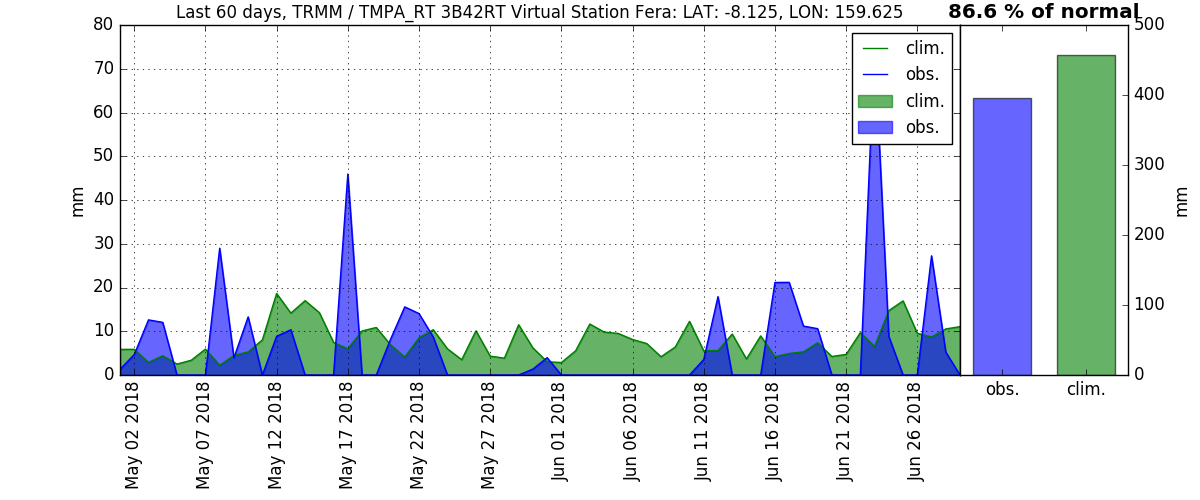 Last 60 days, TRMM / TMPA_RT 3B42RT Virtual Station Fera: LAT: -8.125, LON: 159.625
86.6 % of normal
80
70
60
50
40
30
20
10
0
mm
clim.
obs.
clim.
obs.
500
400
300
200
100
0
mm
May 02 2018
May 07 2018
May 12 2018
May 17 2018
May 22 2018
May 27 2018
Jun 01 2018
Jun 06 2018
Jun 11 2018
Jun 16 2018
Jun 21 2018
Jun 26 2018
obs.
clim.